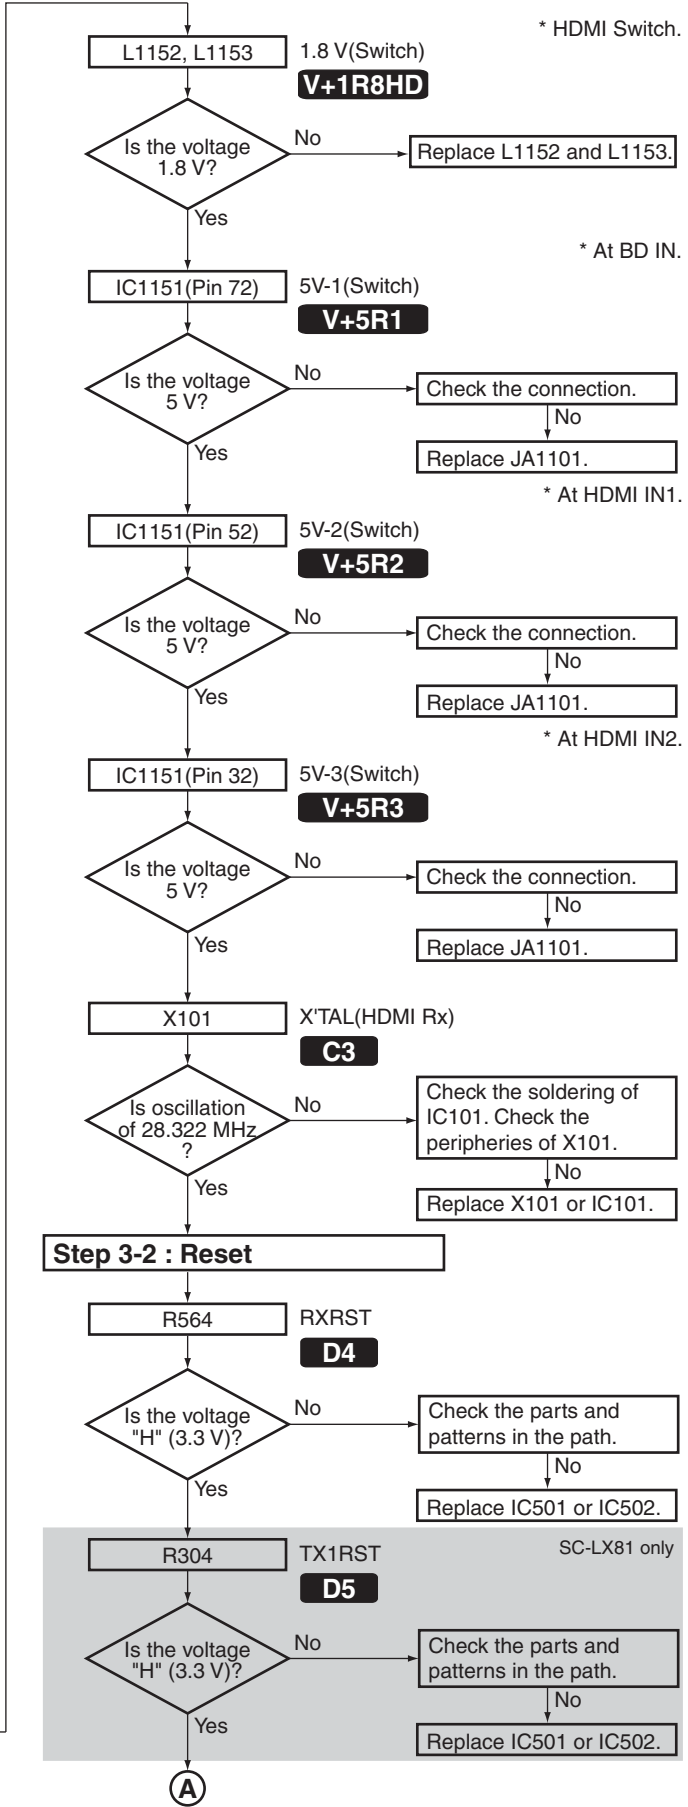 * HDMI Switch.
L1152, L1153
1.8 V(Switch)
V+1R8HD
Is the voltage
1.8 V?
No
Replace L1152 and L1153.
Yes
* At BD IN.
IC1151(Pin 72)
5V-1(Switch)
V+5R1
Is the voltage
5 V?
No
Check the connection.
No
Replace JA1101.
Yes
* At HDMI IN1.
IC1151(Pin 52)
5V-2(Switch)
V+5R2
Is the voltage
5 V?
No
Check the connection.
No
Replace JA1101.
Yes
* At HDMI IN2.
IC1151(Pin 32)
5V-3(Switch)
V+5R3
Is the voltage
5 V?
No
Check the connection.
No
Replace JA1101.
Yes
X101
X'TAL(HDMI Rx)
C3
Is oscillation
of 28.322 MHz
?
No
Check the soldering of
IC101. Check the
peripheries of X101.
No
Replace X101 or IC101.
Yes
Step 3-2 : Reset
R564
RXRST
D4
Is the voltage
"H" (3.3 V)?
No
Check the parts and
patterns in the path.
No
Replace IC501 or IC502.
Yes
SC-LX81 only
R304
TX1RST
D5
Is the voltage
"H" (3.3 V)?
No
Check the parts and
patterns in the path.
No
Replace IC501 or IC502.
Yes
A